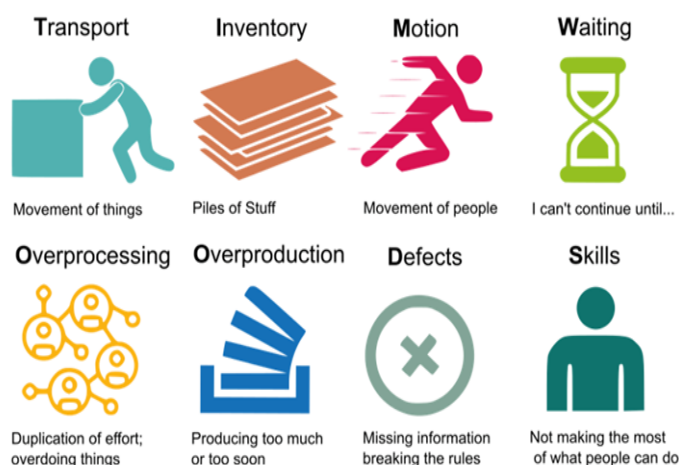 Transport
Inventory
Motion
Waiting
Movement of things
Piles of Stuff
Movement of people
I can't continue until...
Overprocessing
Overproduction
Defects
Skills
Duplication of effort;
overdoing things
Producing too much
or too soon
Missing information
breaking the rules
Not making the most
of what people can do